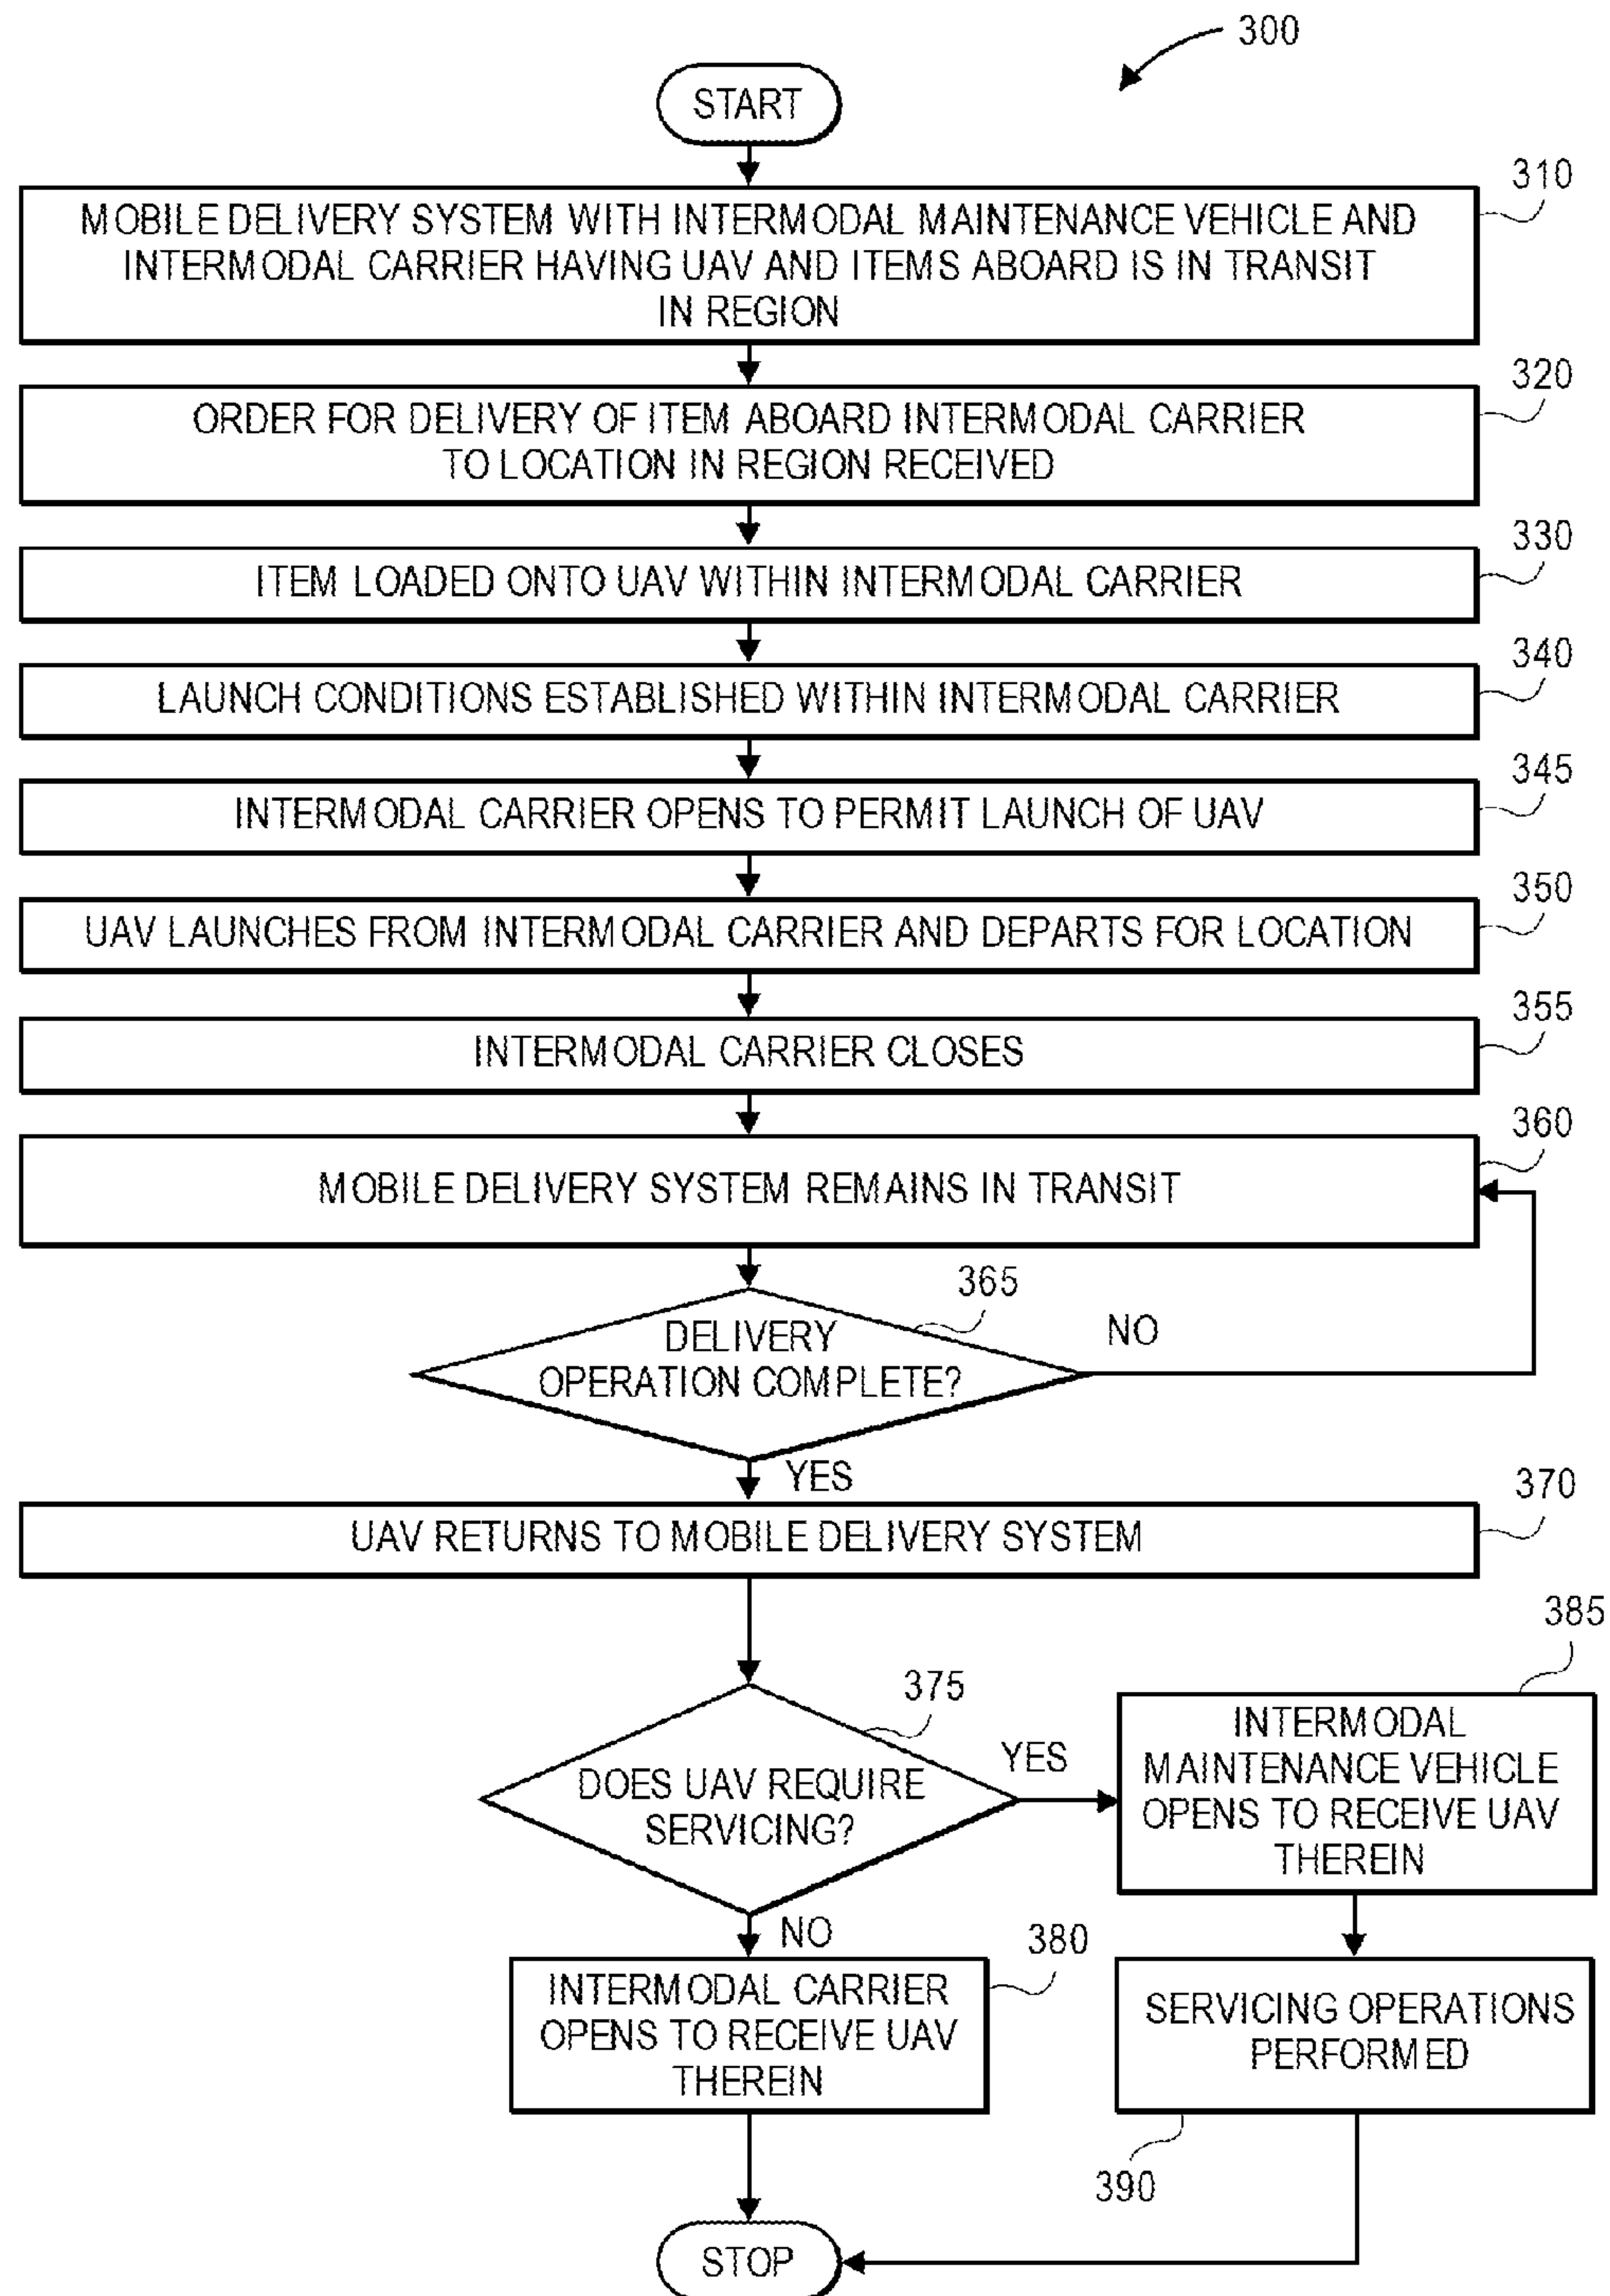 300
START
310
MOBILE DELIVERY SYSTEM WITH INTERMODAL MAINTENANCE VEHICLE AND
INTERMODAL CARRIER HAVING UAV AND ITEMS ABOARD IS IN TRANSIT
IN REGION
320
ORDER FOR DELIVERY OF ITEM ABOARD INTERMODAL CARRIER
TO LOCATION IN REGION RECEIVED
330
ITEM LOADED ONTO UAV WITHIN INTERMODAL CARRIER
340
LAUNCH CONDITIONS ESTABLISHED WITHIN INTERMODAL CARRIER
345
INTERMODAL CARRIER OPENS TO PERMIT LAUNCH OF UAV
350
UAV LAUNCHES FROM INTERMODAL CARRIER AND DEPARTS FOR LOCATION
355
INTERMODAL CARRIER CLOSES
360
MOBILE DELIVERY SYSTEM REMAINS IN TRANSIT
365
DELIVERY
OPERATION COMPLETE?
NO
YES
370
UAV RETURNS TO MOBILE DELIVERY SYSTEM
375
DOES UAV REQUIRE
SERVICING?
YES
385
INTERMODAL
MAINTENANCE VEHICLE
OPENS TO RECEIVE UAV
THEREIN
NO
380
INTERMODAL CARRIER
OPENS TO RECEIVE UAV
THEREIN
SERVICING OPERATIONS
PERFORMED
390
STOP